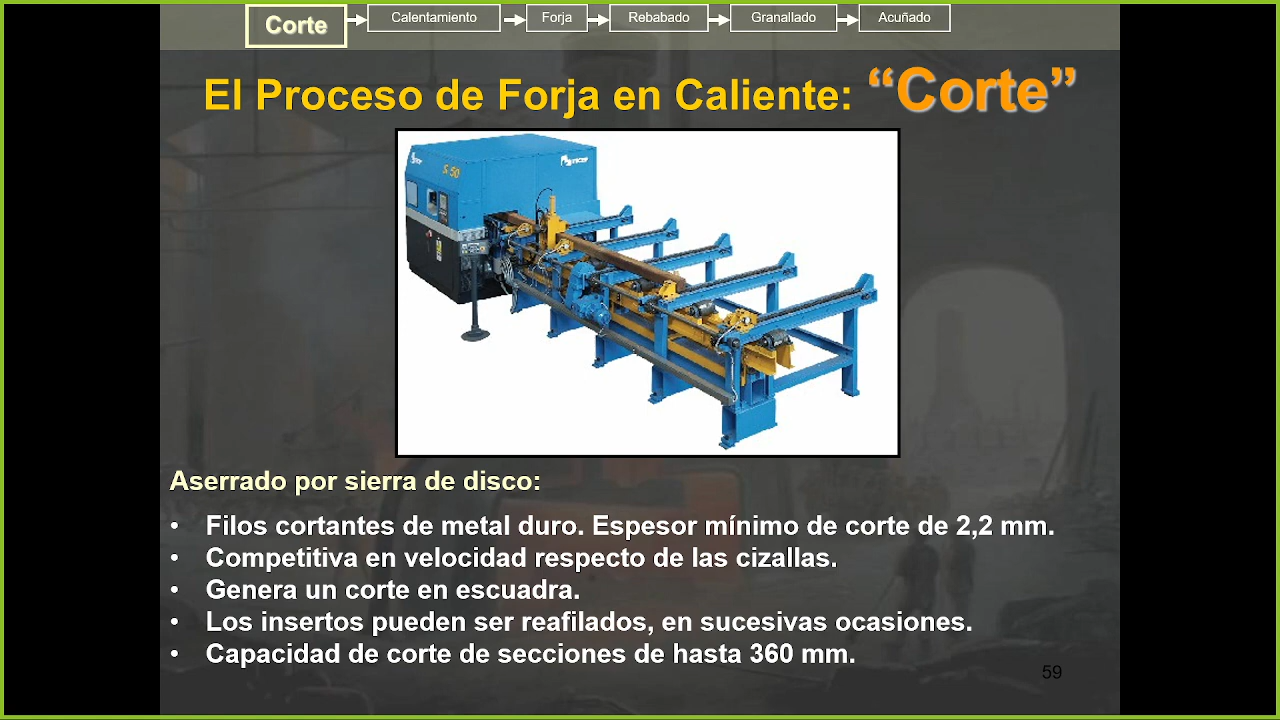 Corte
Calentamiento
Forja
Rebabado
Granallado
Acuñado
El Proceso de Forja en Caliente: “Corte”
S-50
Aserrado por sierra de disco:
• Filos cortantes de metal duro. Espesor mínimo de corte de 2,2 mm.
• Competitiva en velocidad respecto de las cizallas.
• Genera un corte en escuadra.
• Los insertos pueden ser reafilados, en sucesivas ocasiones.
• Capacidad de corte de secciones de hasta 360 mm.
59